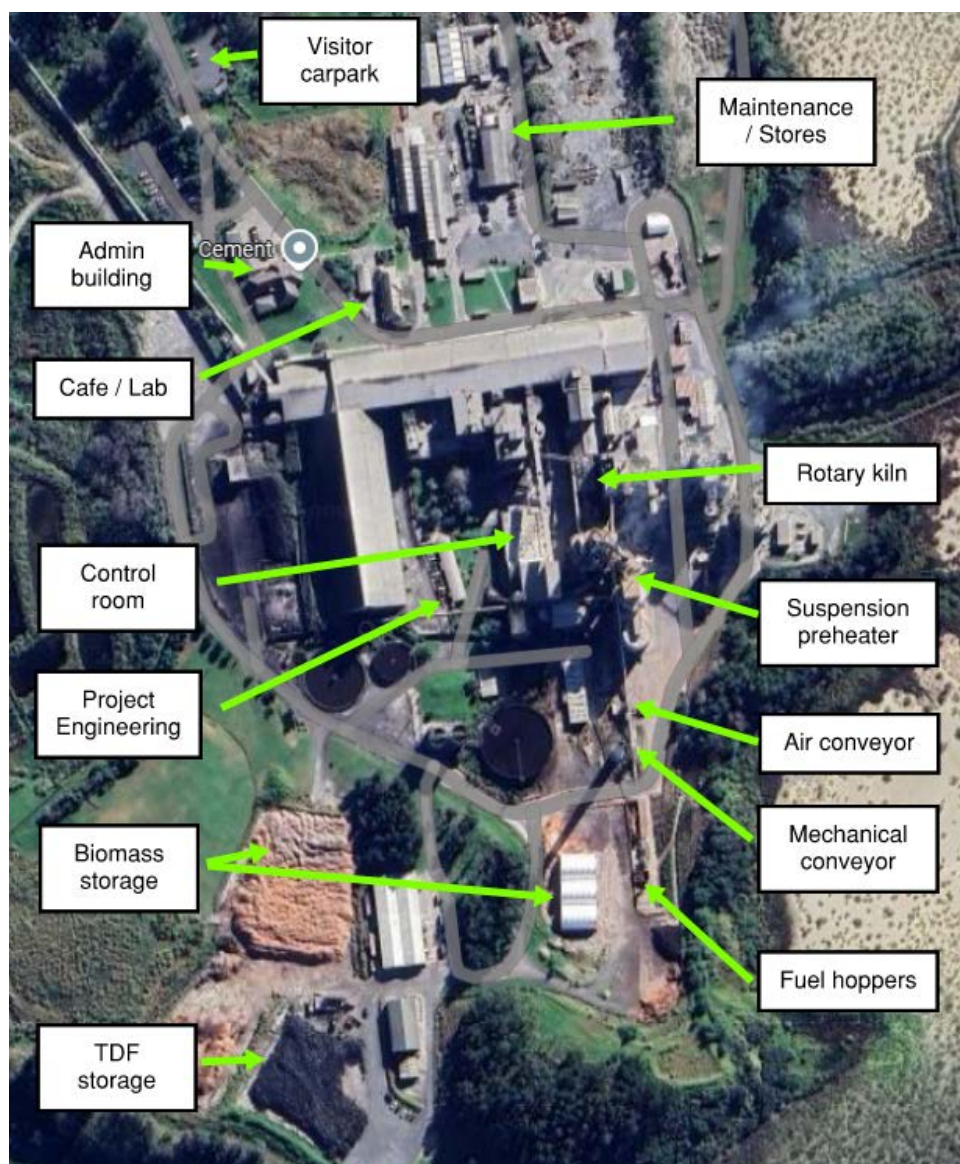 Visitor
carpark
Maintenance
/ Stores
Admin
building
Cement
Cafe / Lab
Rotary kiln
Control
room
Suspension
preheater
Project
Engineering
Air conveyor
Biomass
storage
Mechanical
conveyor
Fuel hoppers
TDF
storage